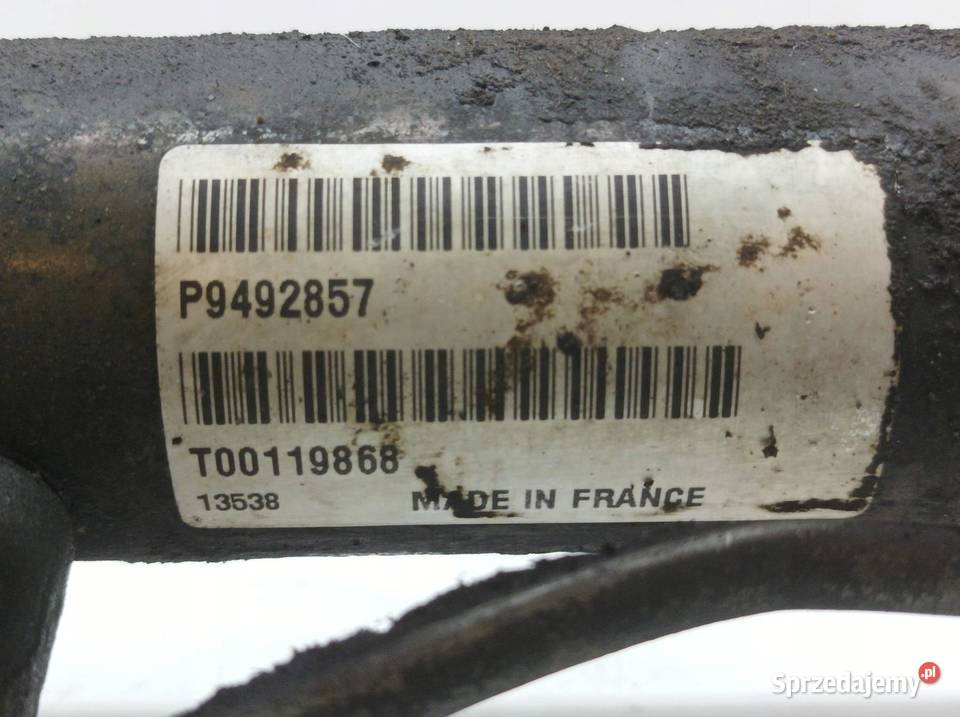 P9492857
T00119868
13538 MADE IN FRANCE
Sprzedajemy.pl